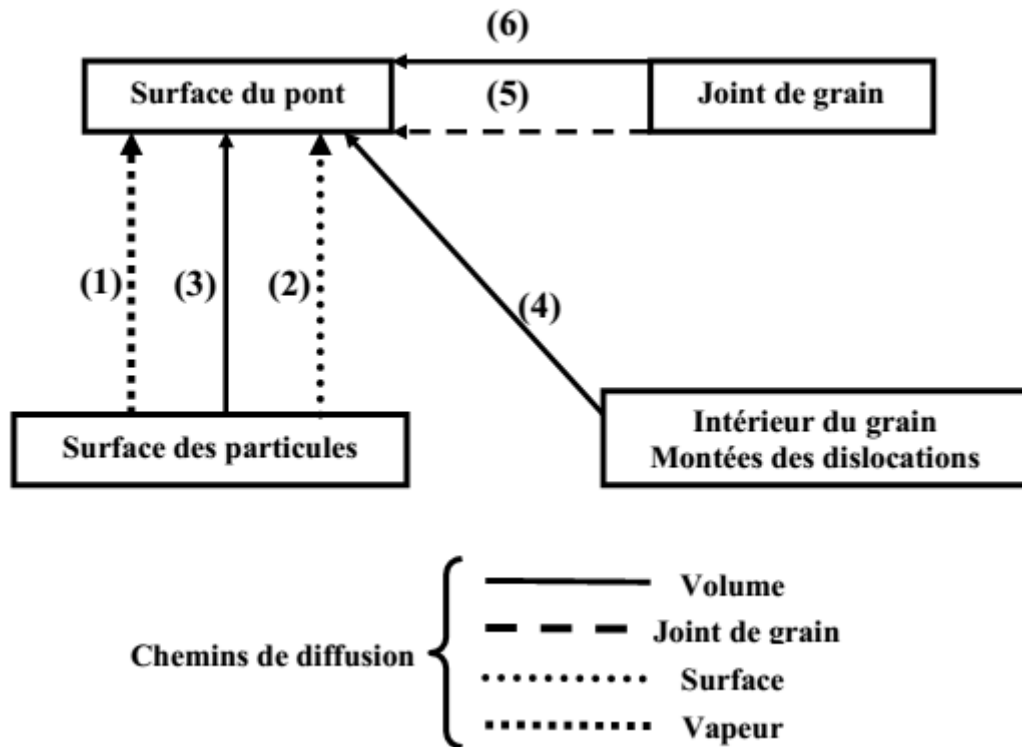 (6)
Surface du pont
Joint de grain
(5)
(1)
(3)
(2)
(4)
Surface des particules
Intérieur du grain
Montées des dislocations
Chemins de diffusion
Volume
Joint de grain
Surface
Vapeur